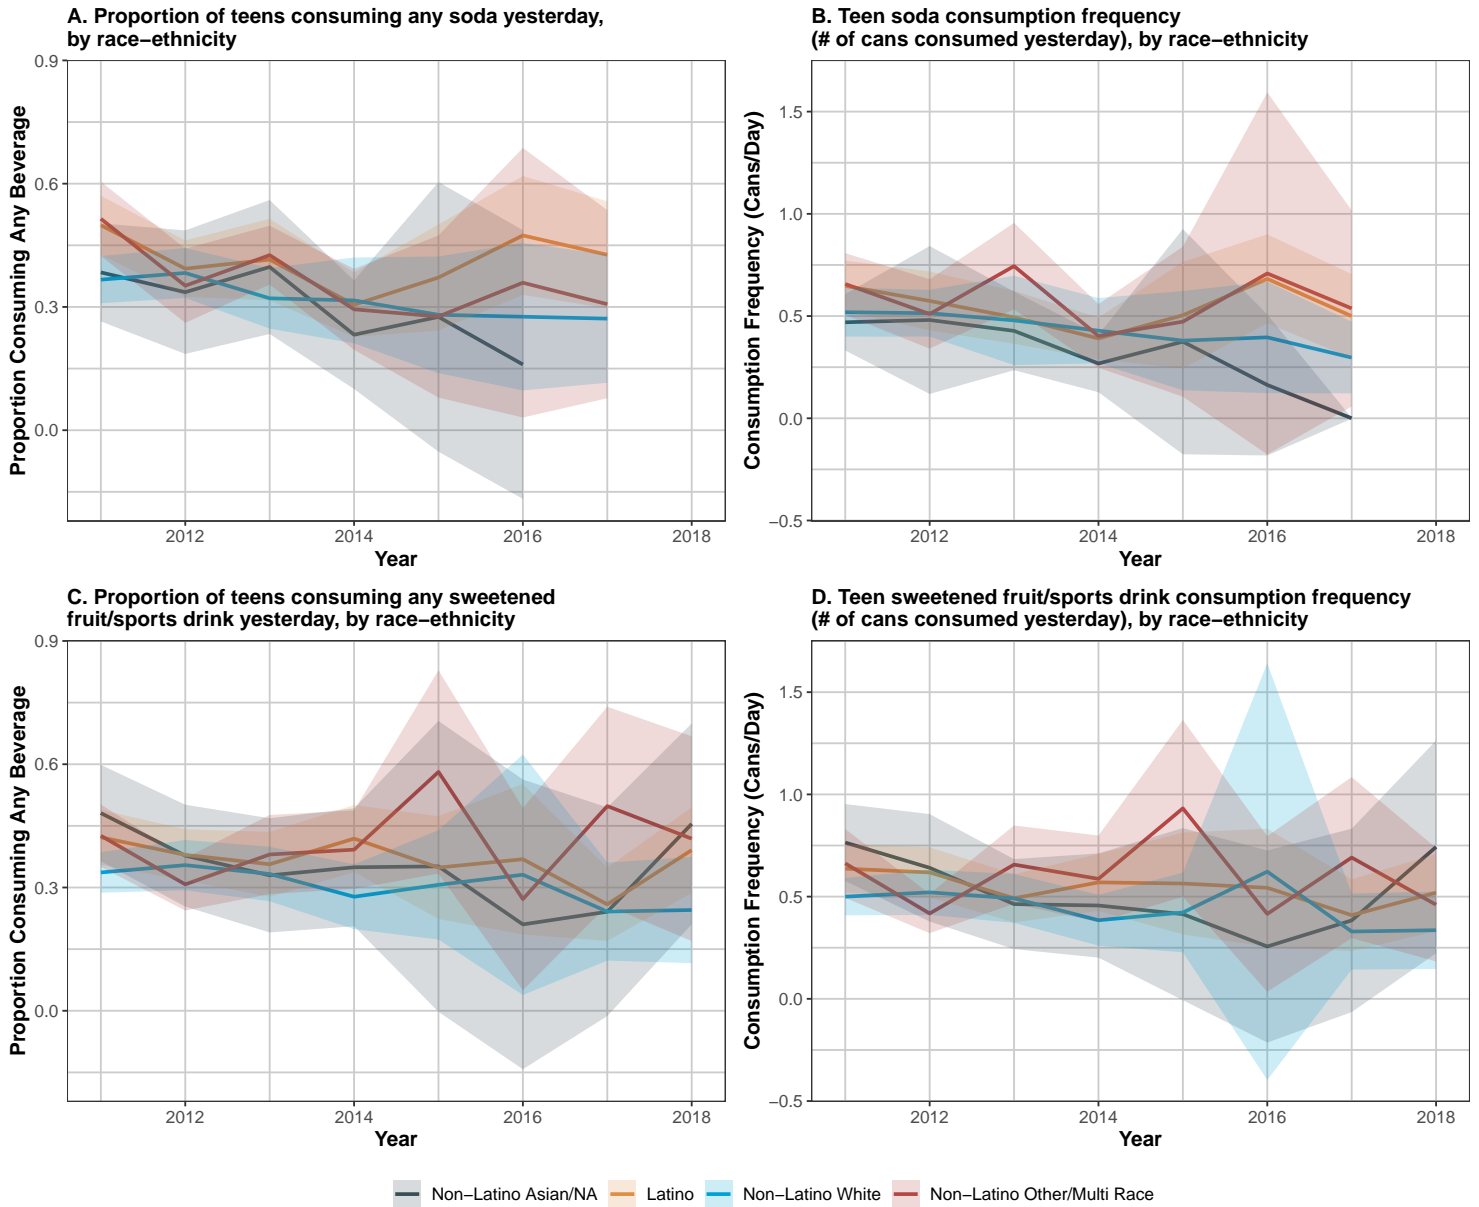 A. Proportion of teens consuming any soda yesterday,
by race−ethnicity
Proportion Consuming Any Beverage
0.9
0.6
0.3
0.0
2012
2014
2016
2018
Year
B. Teen soda consumption frequency
(# of cans consumed yesterday), by race−ethnicity
Consumption Frequency (Cans/Day)
1.5
1.0
0.5
0.0
−0.5
2012
2014
2016
2018
Year
C. Proportion of teens consuming any sweetened
fruit/sports drink yesterday, by race−ethnicity
Proportion Consuming Any Beverage
0.9
0.6
0.3
0.0
2012
2014
2016
2018
Year
D. Teen sweetened fruit/sports drink consumption frequency
(# of cans consumed yesterday), by race−ethnicity
Consumption Frequency (Cans/Day)
1.5
1.0
0.5
0.0
−0.5
2012
2014
2016
2018
Year
Non−Latino Asian/NA
Latino
Non−Latino White
Non−Latino Other/Multi Race